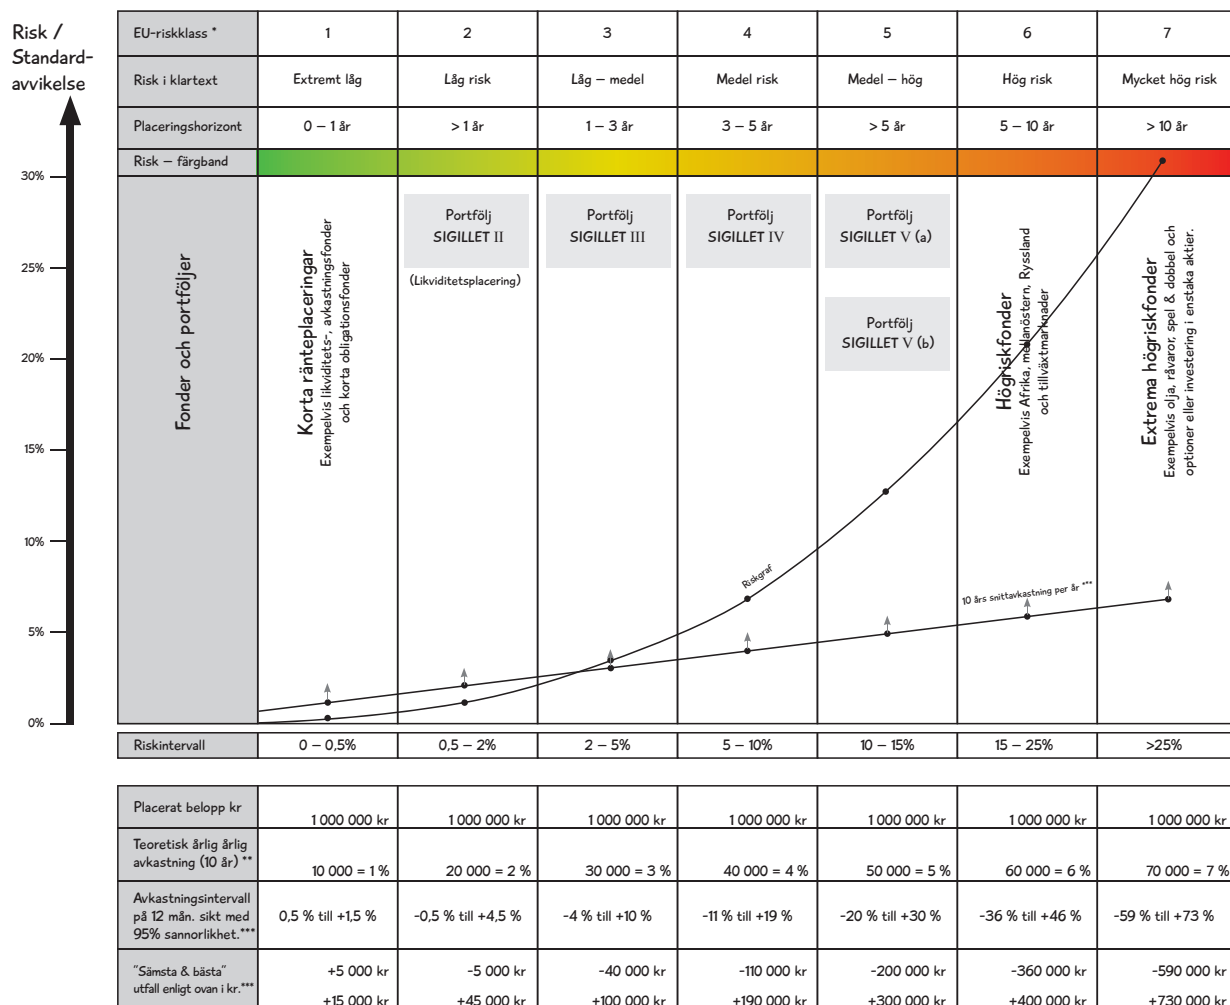 Risk /
Standard-
avvikelse
EU-riskklass * 1 2 3 4 5 6 7
Risk i klartext Extremt låg Låg risk Låg – medel Medel risk Medel – hög Hög risk Mycket hög risk
Placeringshorizont 0 – 1 år > 1 år 1 – 3 år 3 – 5 år > 5 år 5 – 10 år > 10 år
Risk – färgband
30%
25%
20%
15%
10%
5%
0%
Fonder och portföljer
Korta ränteplaceringar
Exempelvis likviditets-, avkastningsfonder
och korta obligationsfonder
Portfölj
SIGILLET II
(Likviditetsplacering)
Portfölj
SIGILLET III
Portfölj
SIGILLET IV
Portfölj
SIGILLET V (a)
Portfölj
SIGILLET V (b)
Högriskfonder
Exempelvis Afrika, mellanöstern, Ryssland
och tillväxtmarknader
Extrema högriskfonder
Exempelvis olja, råvaror, spel & dobbel och
optioner eller investering i enstaka aktier.
Riskgraf
10 års snittavkastning per år ***
Riskintervall 0 – 0,5% 0,5 – 2% 2 – 5% 5 – 10% 10 – 15% 15 – 25% >25%
Placerat belopp kr 1 000 000 kr 1 000 000 kr 1 000 000 kr 1 000 000 kr 1 000 000 kr 1 000 000 kr 1 000 000 kr
Teoretisk årlig årlig
avkastning (10 år) ** 10 000 = 1 % 20 000 = 2 % 30 000 = 3 % 40 000 = 4 % 50 000 = 5 % 60 000 = 6 % 70 000 = 7 %
Avkastningsintervall
på 12 mån. sikt med 0,5 % till +1,5 % -0,5 % till +4,5 % -4 % till +10 % -11 % till +19 % -20 % till +30 % -36 % till +46 % -59 % till +73 %
95% sannorlikhet.***
"Sämsta & bästa" +5 000 kr -5 000 kr -40 000 kr -110 000 kr -200 000 kr -360 000 kr -590 000 kr
utfall enligt ovan i kr.***
+15 000 kr +45 000 kr +100 000 kr +190 000 kr +300 000 kr +400 000 kr +730 000 kr